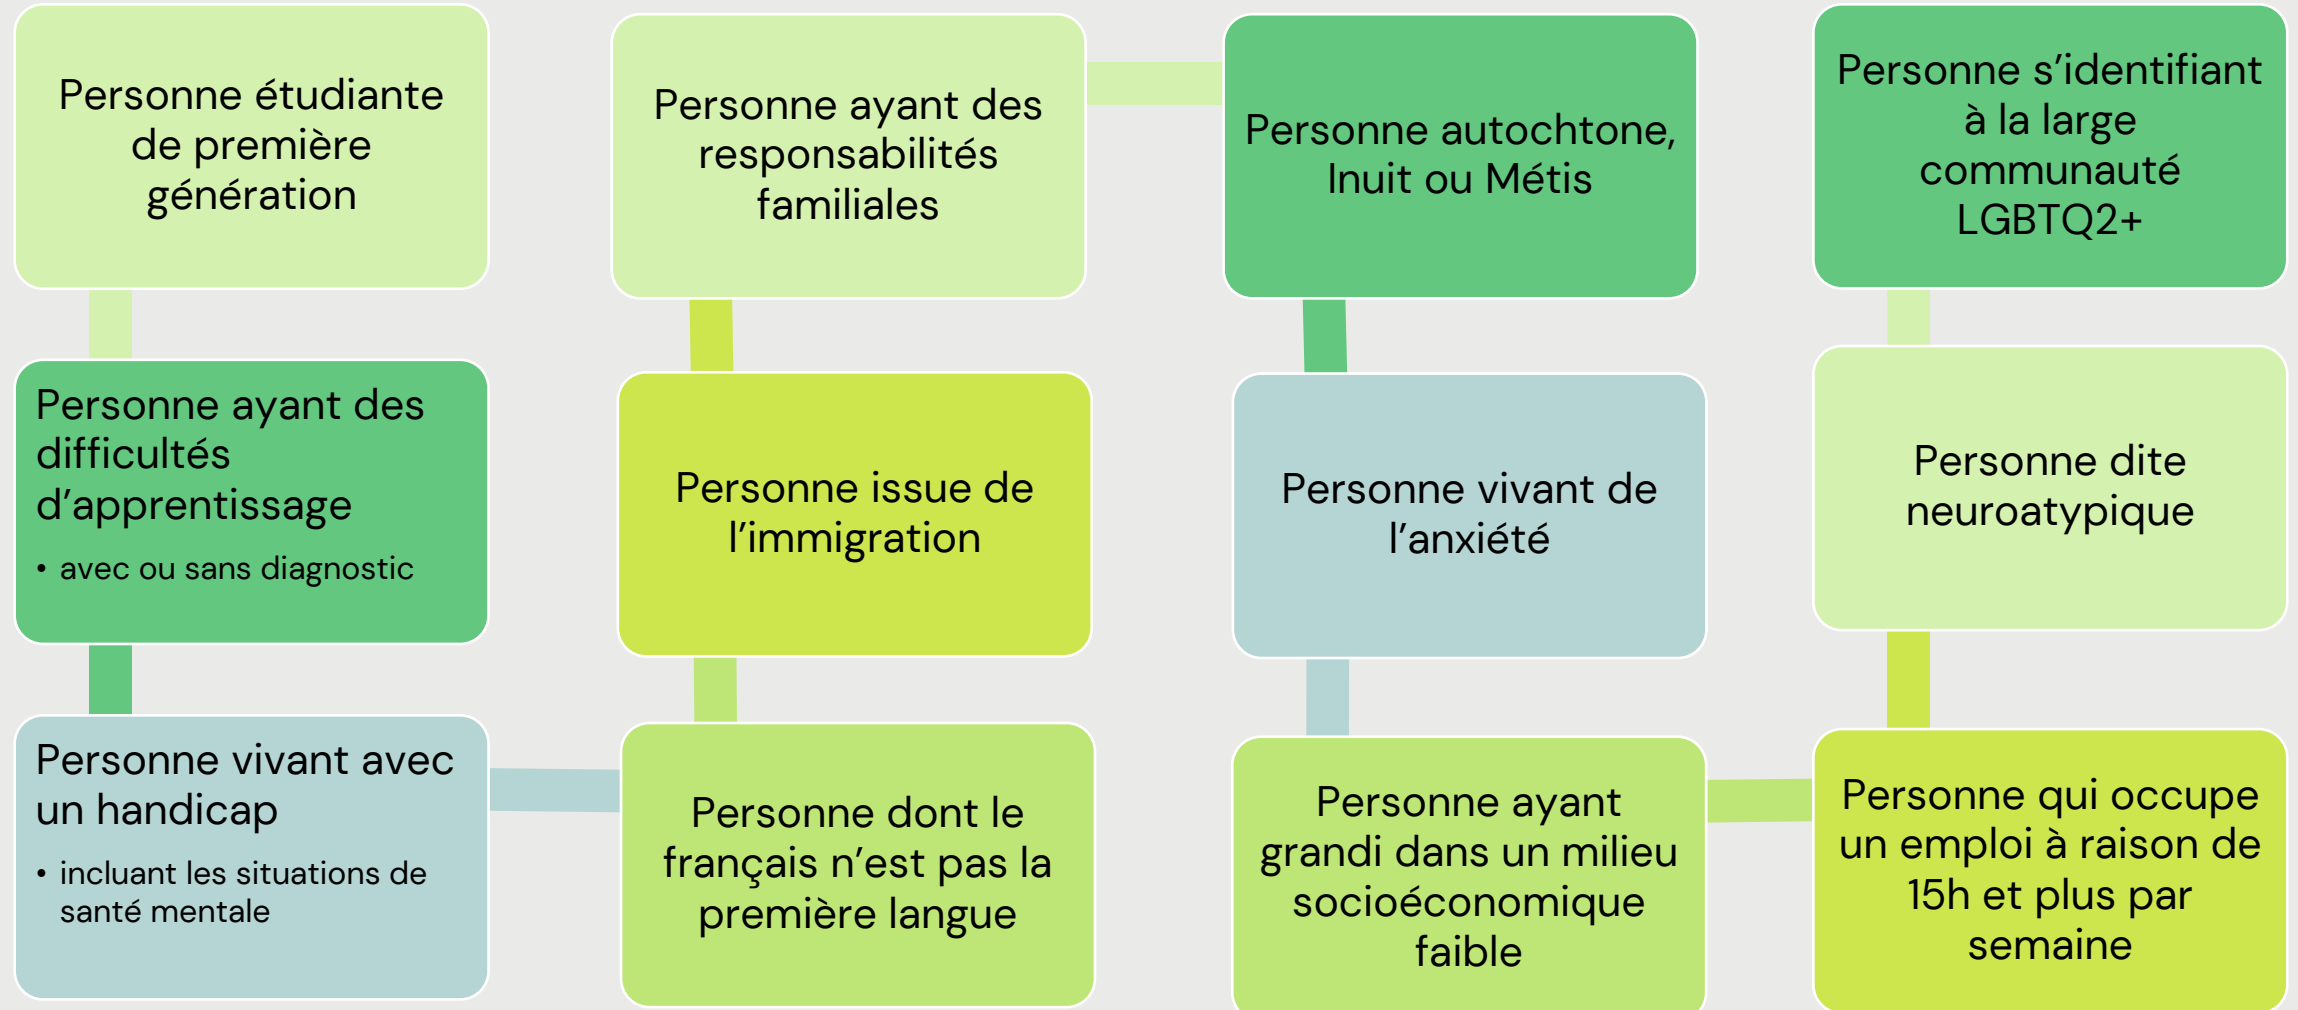 Personne étudiante
de première
génération
Personne ayant des
difficultés
d’apprentissage
• avec ou sans diagnostic
Personne vivant avec
un handicap
• incluant les situations de
santé mentale
Personne dont le
français n’est pas la
première langue
Personne issue de
l’immigration
Personne ayant des
responsabilités
familiales
Personne autochtone,
Inuit ou Métis
Personne vivant de
l’anxiété
Personne ayant
grandi dans un milieu
socioéconomique
faible
Personne qui occupe
un emploi à raison de
15h et plus par
semaine
Personne dite
neuroatypique
Personne s’identifiant
à la large
communauté
LGBTQ2+